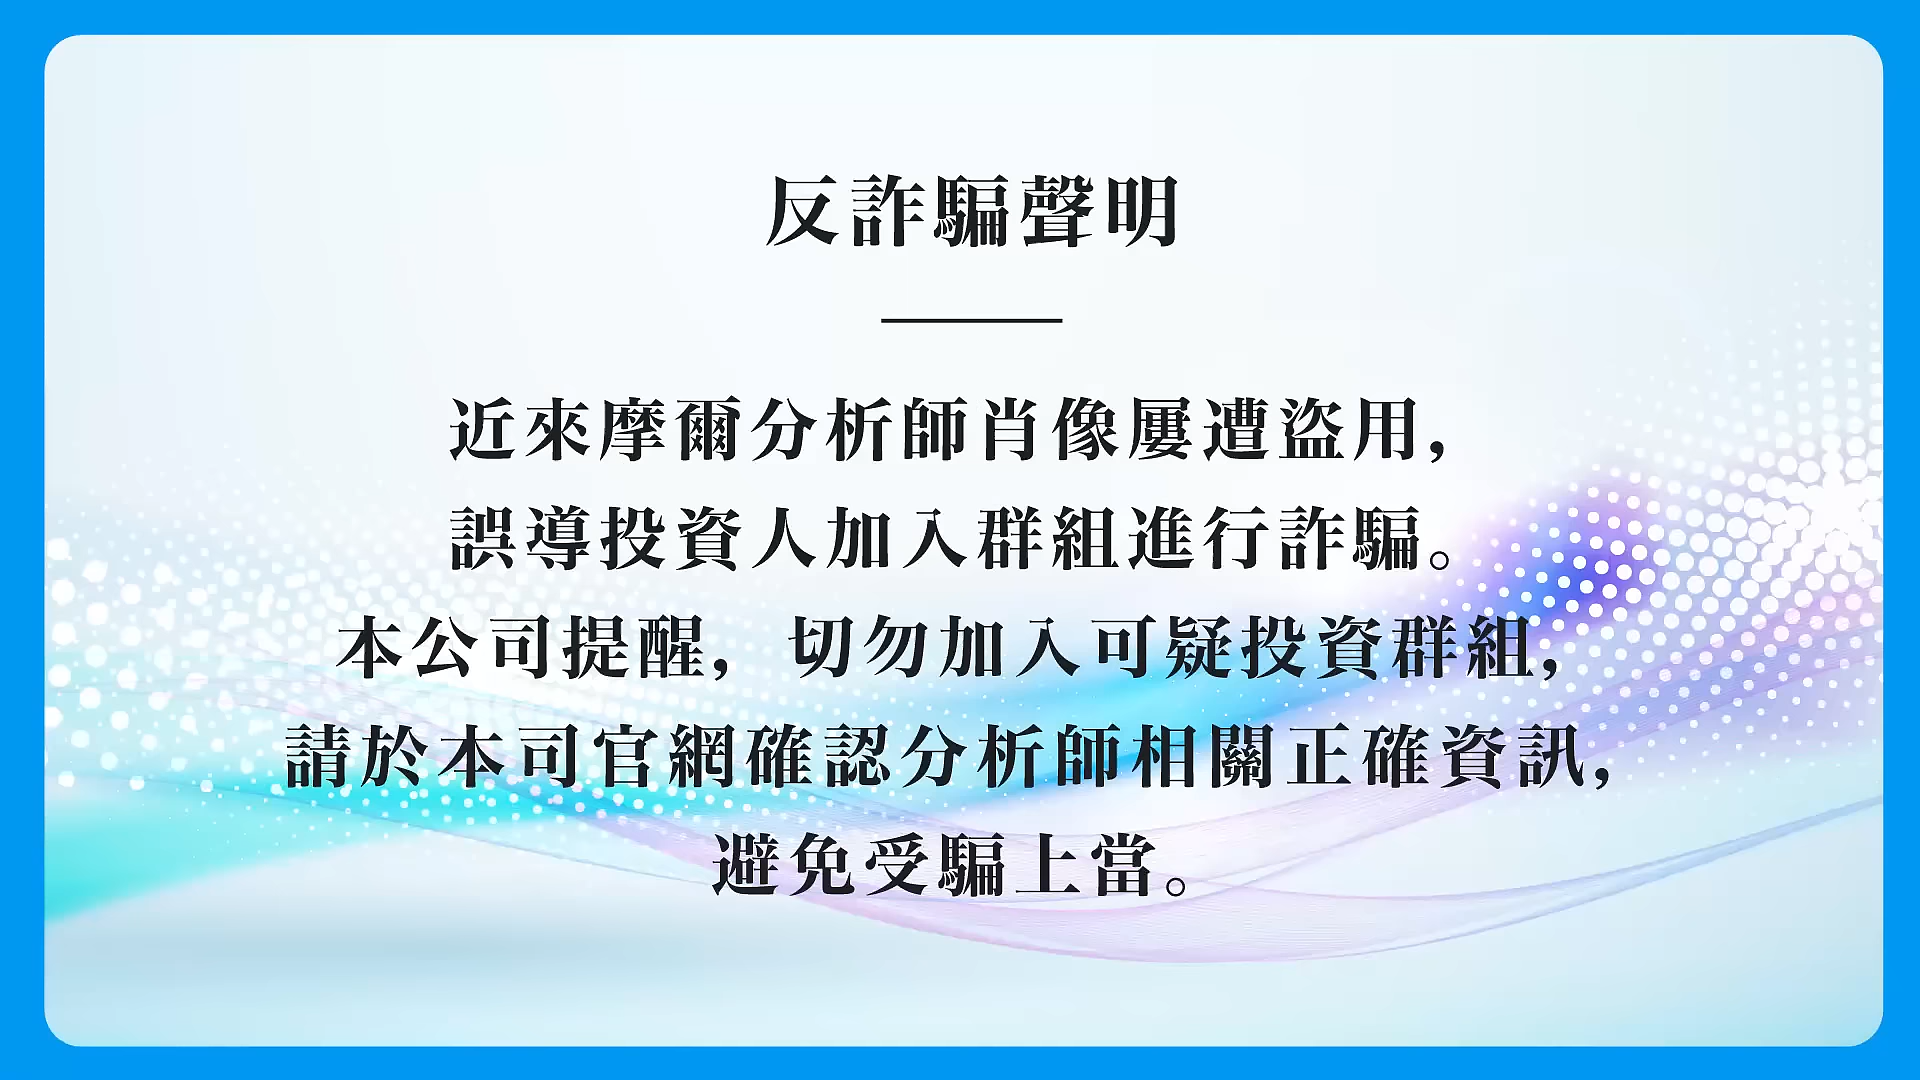 反詐騙聲明
近來摩爾分析師肖像屢遭盜用，
誤導投資人加入群組進行詐騙。
本公司提醒，切勿加入可疑投資群組，
請於本司官網確認分析師相關正確資訊，
避免受騙上當。